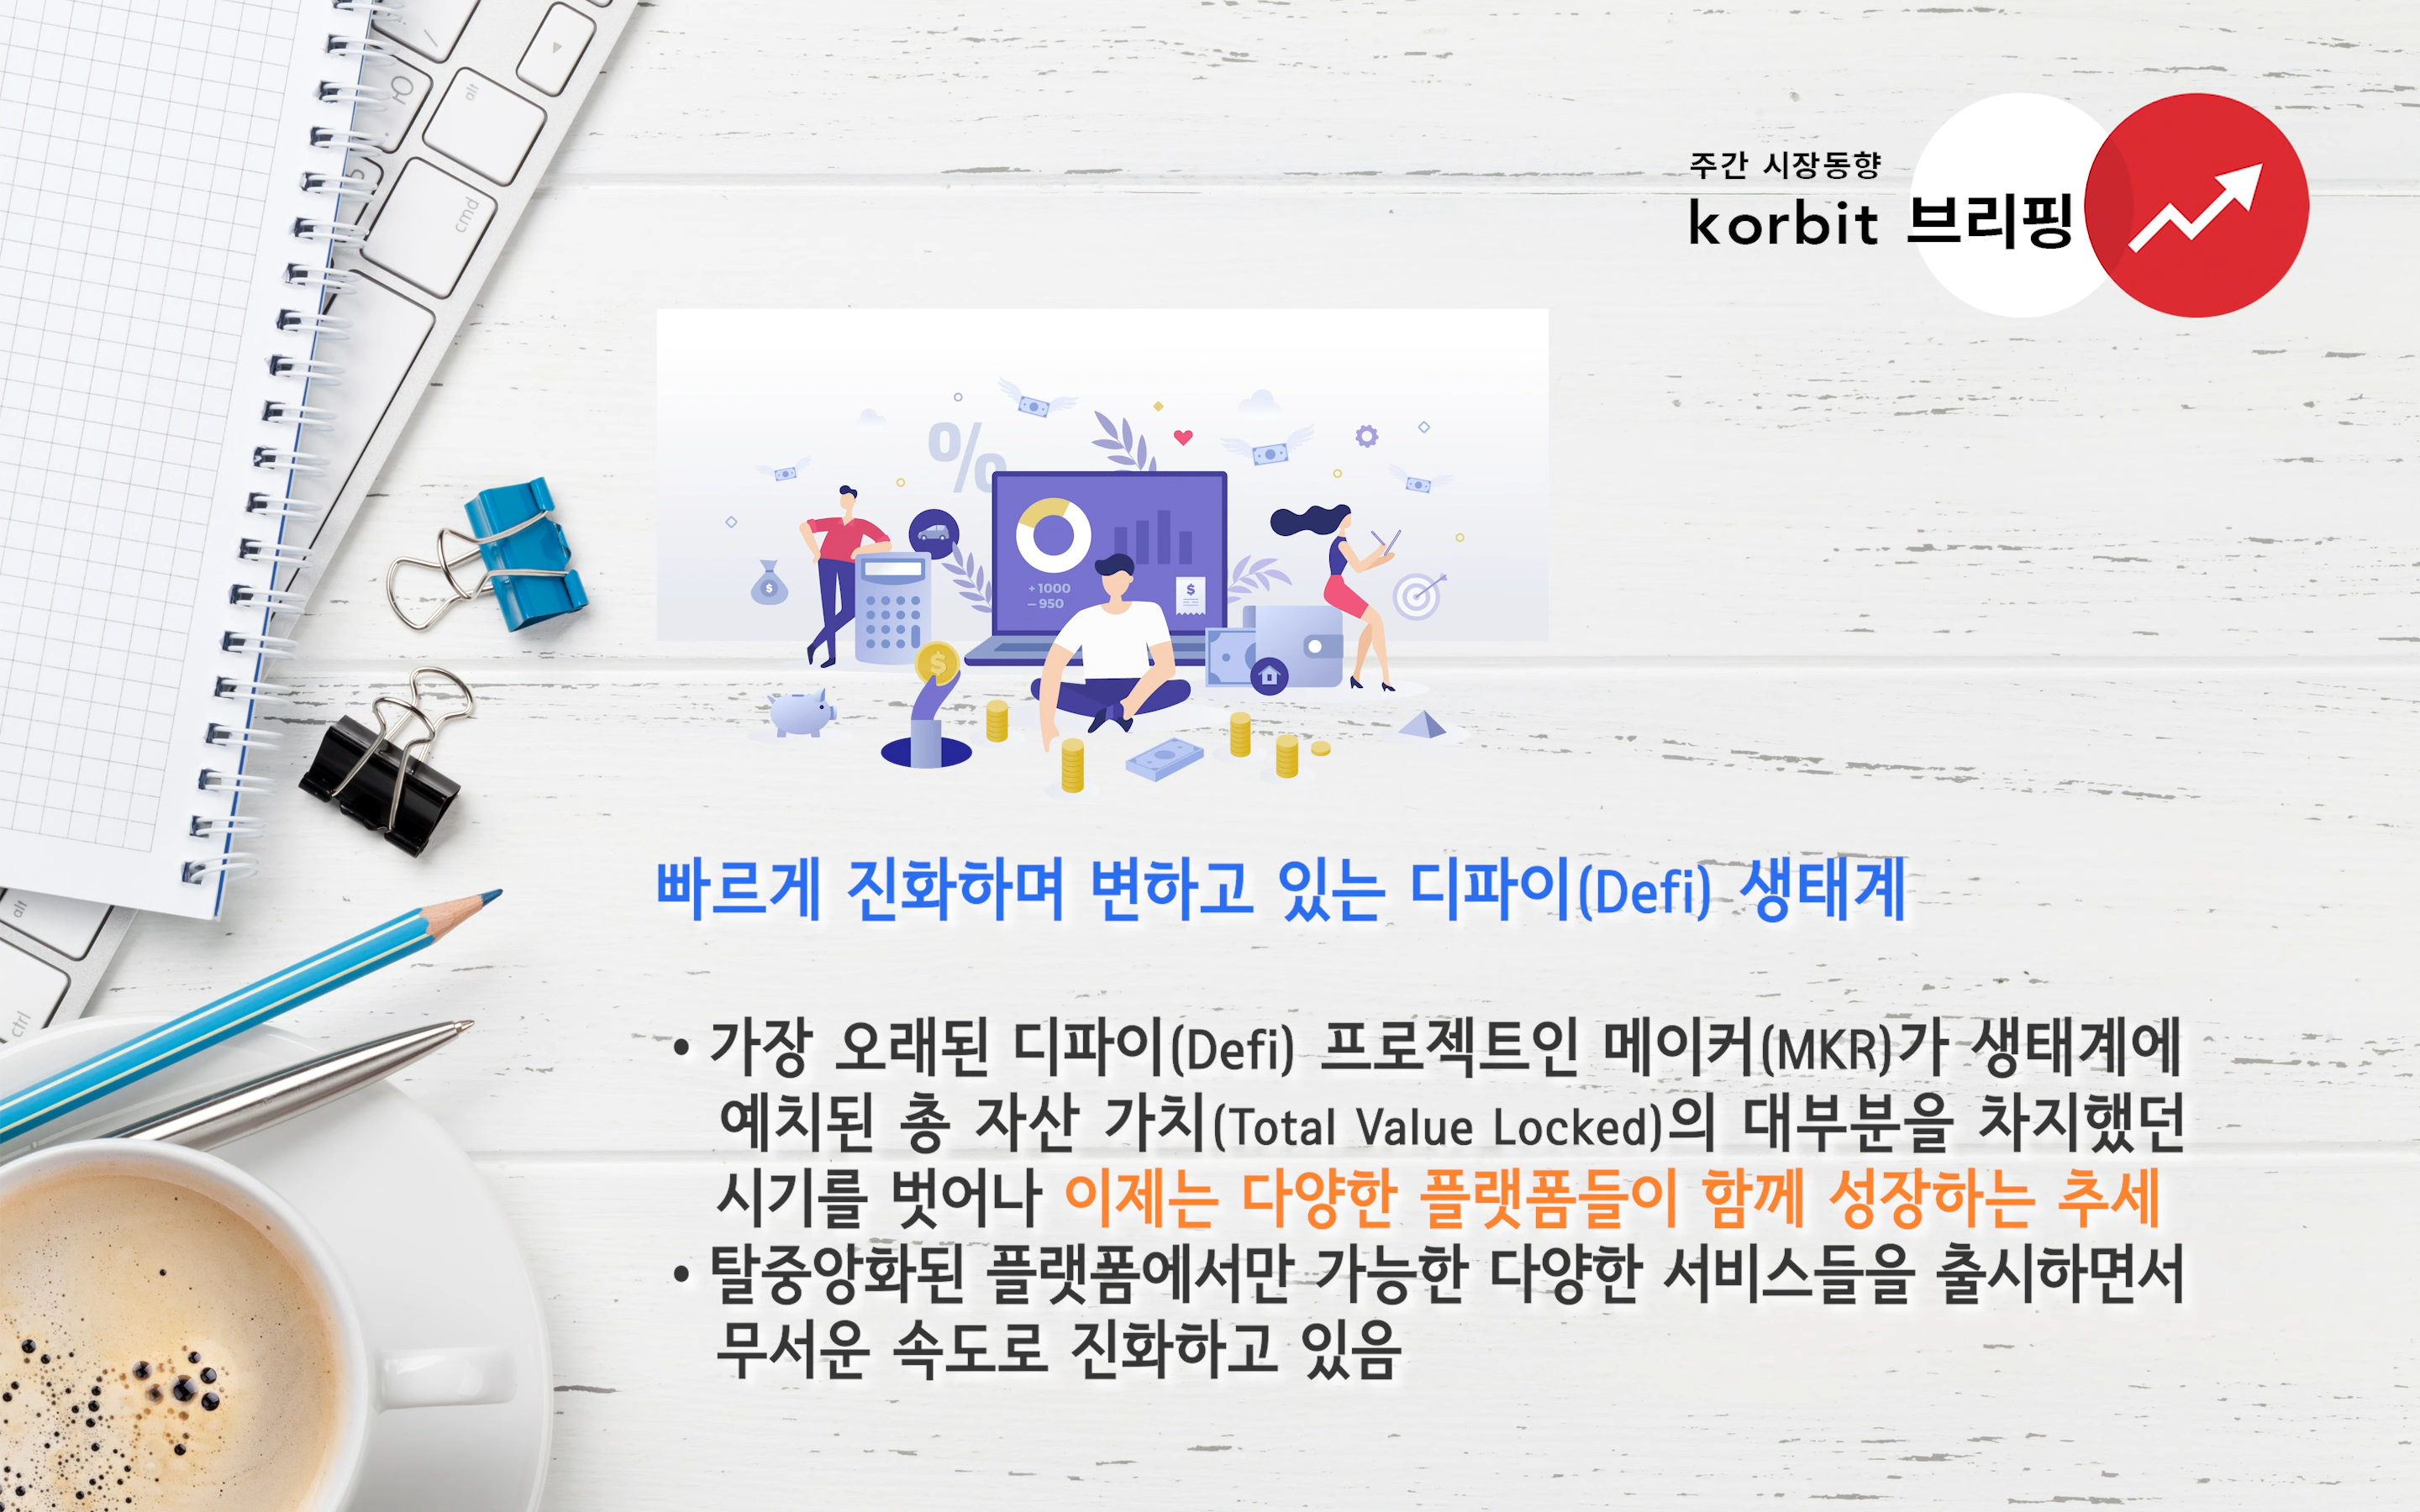 주간 시장동향
korbit 브리핑
%
+1000
−950
$
$
$
alt
cmd
alt
ctrl
빠르게 진화하며 변하고 있는 디파이(Defi) 생태계
• 가장 오래된 디파이(Defi) 프로젝트인 메이커(MKR)가 생태계에
예치된 총 자산 가치(Total Value Locked)의 대부분을 차지했던
시기를 벗어나 이제는 다양한 플랫폼들이 함께 성장하는 추세
• 탈중앙화된 플랫폼에서만 가능한 다양한 서비스들을 출시하면서
무서운 속도로 진화하고 있음